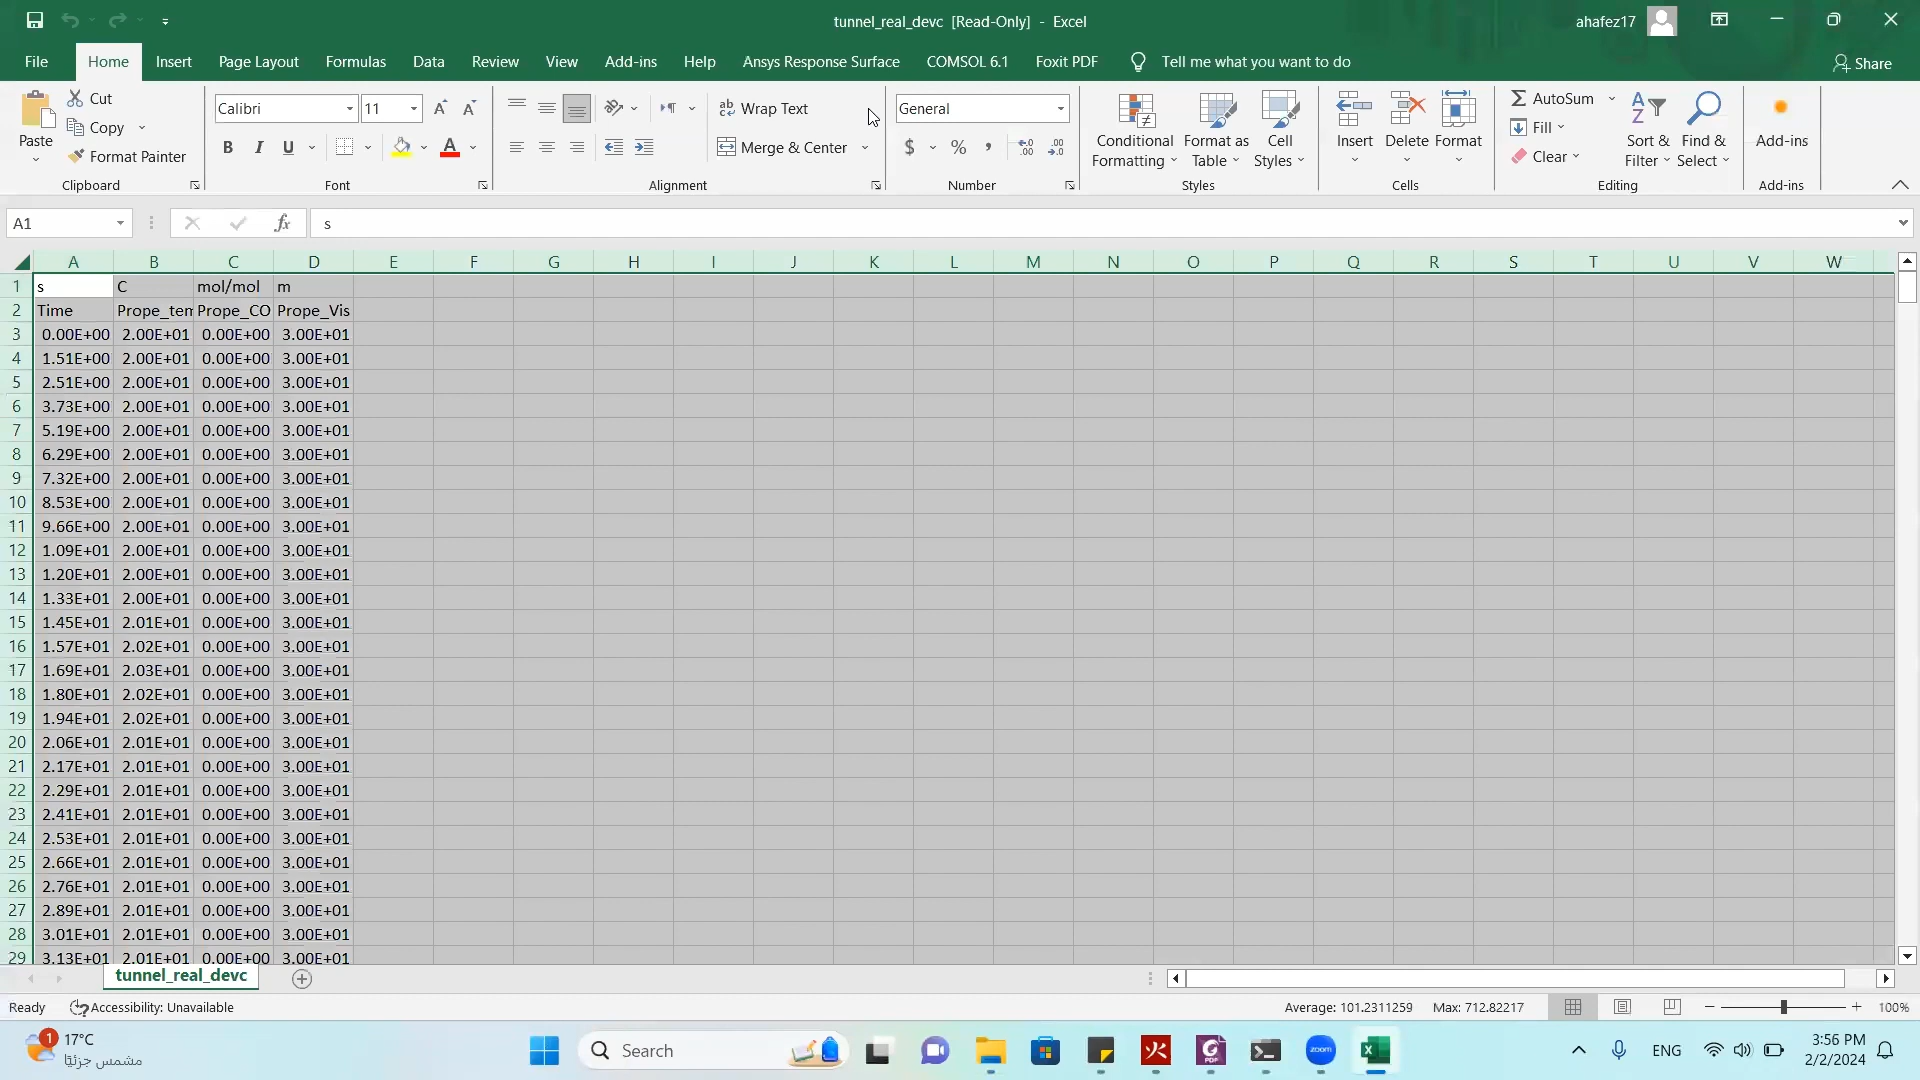 tunnel_real_devc [Read-Only] - Excel
ahafez17
File Home Insert Page Layout Formulas Data Review View Add-ins Help Ansys Response Surface COMSOL 6.1 Foxit PDF Tell me what you want to do Share
Paste
Cut
Copy
Format Painter
Clipboard
Calibri 11
B I U
Font
Wrap Text
Merge & Center
Alignment
General
$ % ,
Number
Conditional Formatting
Format as Table
Cell Styles
Styles
Insert
Delete
Format
Cells
AutoSum
Fill
Clear
Sort & Filter
Find & Select
Editing
Add-ins
Add-ins
A1 fx s
A B C D E F G H I J K L M N O P Q R S T U V W
1 s C mol/mol m
2 Time Prope_tem Prope_CO Prope_Vis
3 0.00E+00 2.00E+01 0.00E+00 3.00E+01
4 1.51E+00 2.00E+01 0.00E+00 3.00E+01
5 2.51E+00 2.00E+01 0.00E+00 3.00E+01
6 3.73E+00 2.00E+01 0.00E+00 3.00E+01
7 5.19E+00 2.00E+01 0.00E+00 3.00E+01
8 6.29E+00 2.00E+01 0.00E+00 3.00E+01
9 7.32E+00 2.00E+01 0.00E+00 3.00E+01
10 8.53E+00 2.00E+01 0.00E+00 3.00E+01
11 9.66E+00 2.00E+01 0.00E+00 3.00E+01
12 1.09E+01 2.00E+01 0.00E+00 3.00E+01
13 1.20E+01 2.00E+01 0.00E+00 3.00E+01
14 1.33E+01 2.00E+01 0.00E+00 3.00E+01
15 1.45E+01 2.01E+01 0.00E+00 3.00E+01
16 1.57E+01 2.02E+01 0.00E+00 3.00E+01
17 1.69E+01 2.03E+01 0.00E+00 3.00E+01
18 1.80E+01 2.02E+01 0.00E+00 3.00E+01
19 1.94E+01 2.02E+01 0.00E+00 3.00E+01
20 2.06E+01 2.01E+01 0.00E+00 3.00E+01
21 2.17E+01 2.01E+01 0.00E+00 3.00E+01
22 2.29E+01 2.01E+01 0.00E+00 3.00E+01
23 2.41E+01 2.01E+01 0.00E+00 3.00E+01
24 2.53E+01 2.01E+01 0.00E+00 3.00E+01
25 2.66E+01 2.01E+01 0.00E+00 3.00E+01
26 2.76E+01 2.01E+01 0.00E+00 3.00E+01
27 2.89E+01 2.01E+01 0.00E+00 3.00E+01
28 3.01E+01 2.01E+01 0.00E+00 3.00E+01
29 3.13E+01 2.01E+01 0.00E+00 3.00E+01
tunnel_real_devc
Ready Accessibility: Unavailable Average: 101.2311259 Max: 712.82217 100%
1
17°C
مشمس جزئيًا
Search
zoom
ENG
3:56 PM
2/2/2024